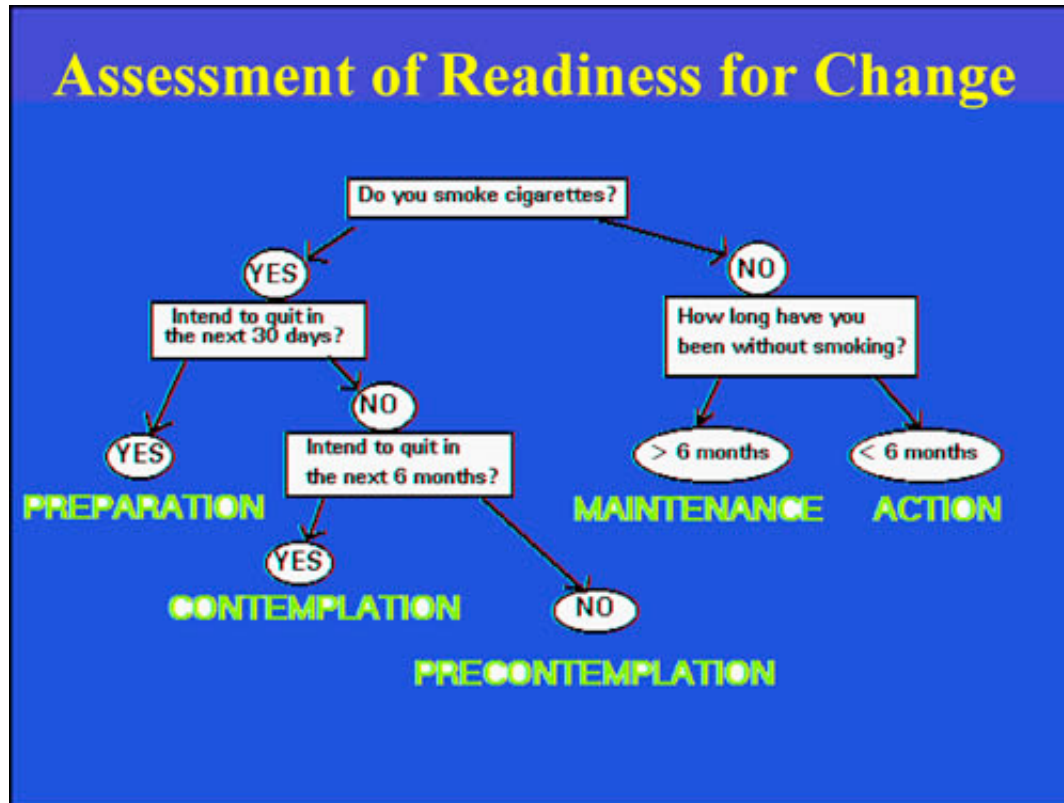 Assessment of Readiness for Change
Do you smoke cigarettes?
YES
NO
Intend to quit in
the next 30 days?
How long have you
been without smoking?
YES
NO
> 6 months
< 6 months
PREPARATION
Intend to quit in
the next 6 months?
MAINTENANCE
ACTION
YES
NO
CONTEMPLATION
PRECONTEMPLATION